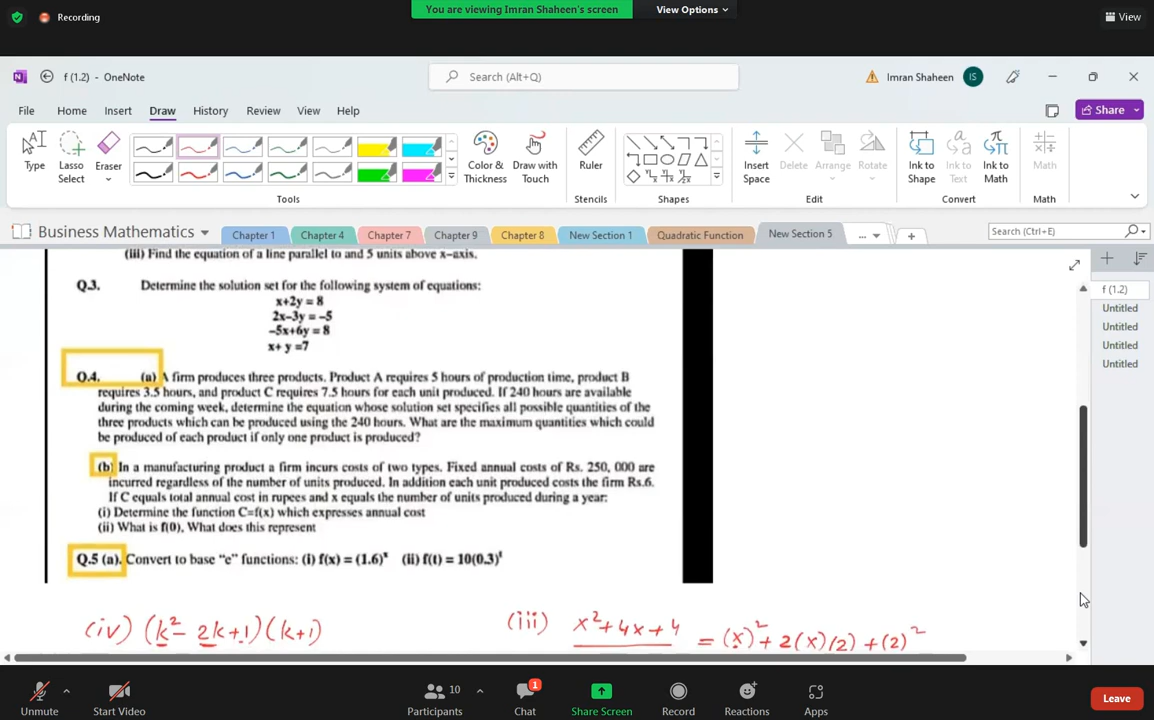 Recording
You are viewing Imran Shaheen's screen
View Options
View
f (1.2) - OneNote
Search (Alt+Q)
Imran Shaheen
IS
File Home Insert Draw History Review View Help
Share
Type
Lasso Select
Eraser
Color & Thickness
Draw with Touch
Ruler
Insert Space
Delete
Arrange
Rotate
Ink to Shape
Ink to Text
Ink to Math
Math
Tools Stencils Shapes Edit Convert Math
Business Mathematics
Chapter 1 Chapter 4 Chapter 7 Chapter 9 Chapter 8 New Section 1 Quadratic Function New Section 5 ...
Search (Ctrl+E)
f (1.2)
Untitled
Untitled
Untitled
Untitled
(iii) Find the equation of a line parallel to and 5 units above x-axis.
Q.3. Determine the solution set for the following system of equations:
x+2y = 8
2x-3y = -5
-5x+6y = 8
x+ y =7
Q.4. (a) A firm produces three products. Product A requires 5 hours of production time, product B
requires 3.5 hours, and product C requires 7.5 hours for each unit produced. If 240 hours are available
during the coming week, determine the equation whose solution set specifies all possible quantities of the
three products which can be produced using the 240 hours. What are the maximum quantities which could
be produced of each product if only one product is produced?
(b) In a manufacturing product a firm incurs costs of two types. Fixed annual costs of Rs. 250, 000 are
incurred regardless of the number of units produced. In addition each unit produced costs the firm Rs.6.
If C equals total annual cost in rupees and x equals the number of units produced during a year:
(i) Determine the function C=f(x) which expresses annual cost
(ii) What is f(0), What does this represent
Q.5 (a). Convert to base "e" functions: (i) f(x) = (1.6)ˣ (ii) f(t) = 10(0.3)ᵗ
(iv) (k² - 2k + 1)(k+1)
(iii) x² + 4x + 4 = (x)² + 2(x)(2) + (2)²
Unmute
Start Video
Participants
10
Chat
1
Share Screen
Record
Reactions
Apps
Leave